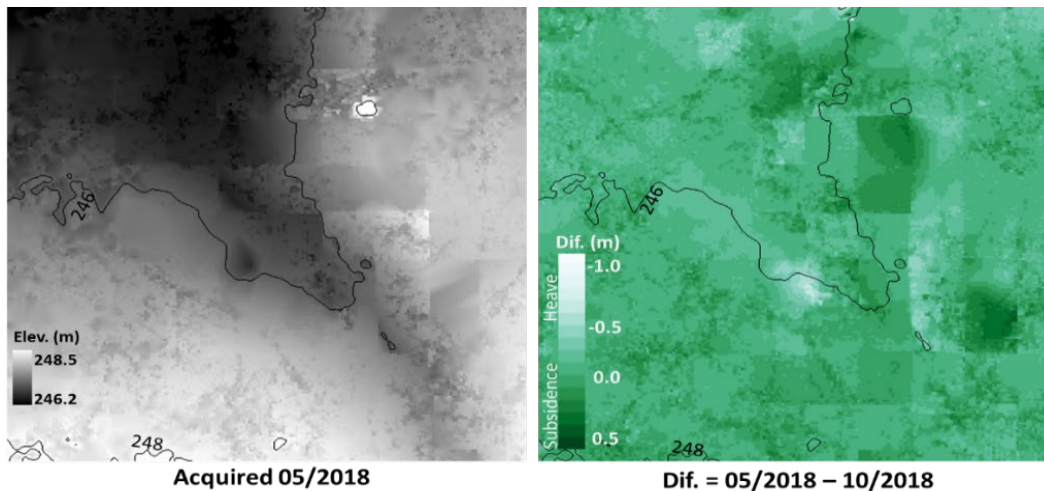 246
Elev. (m)
248.5
246.2
248
Acquired 05/2018
246
Dif. (m)
-1.0
Heave
-0.5
0.0
Subsidence
0.5
248
Dif. = 05/2018 – 10/2018